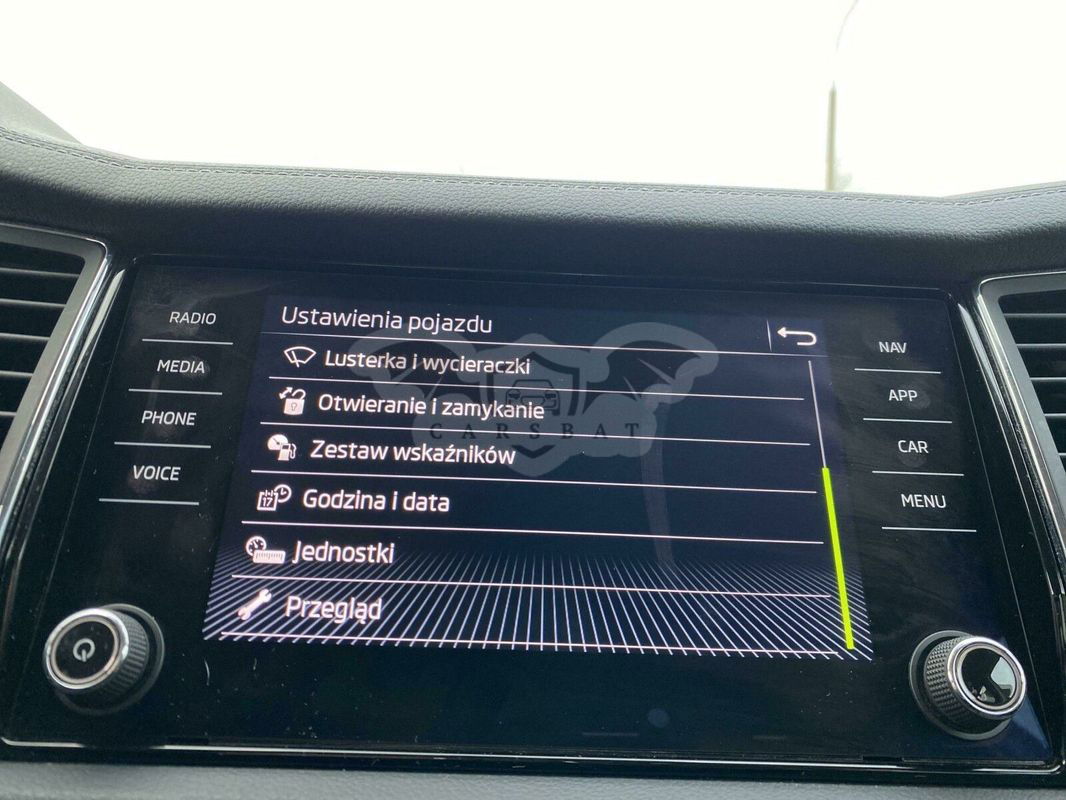 RADIO
MEDIA
PHONE
VOICE
Ustawienia pojazdu
Lusterka i wycieraczki
Otwieranie i zamykanie
CARSBAT
Zestaw wskaźników
17
Godzina i data
Jednostki
Przegląd
NAV
APP
CAR
MENU